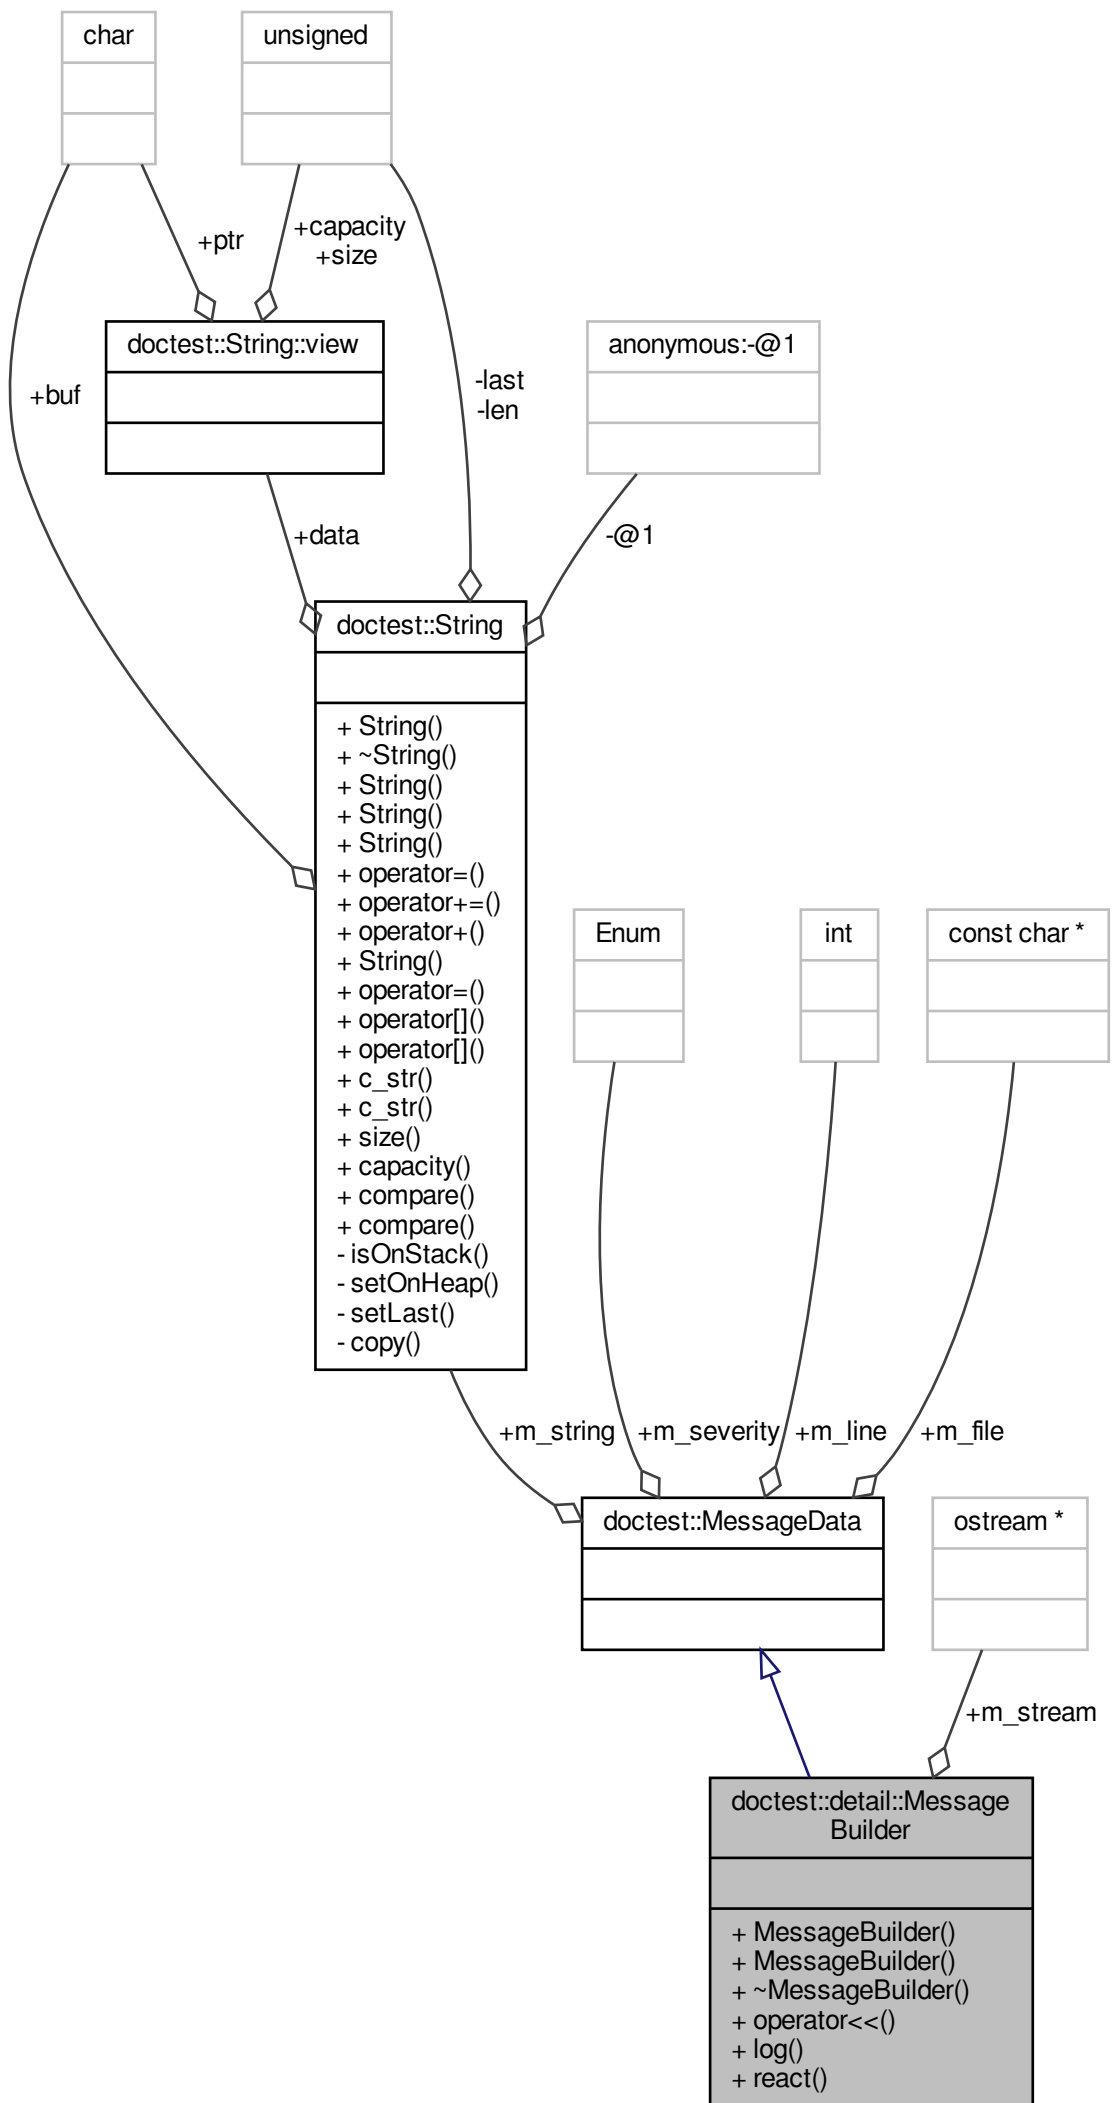 char
unsigned
+ptr
+capacity
+size
doctest::String::view
anonymous:-@1
+buf
-last
-len
+data
-@1
doctest::String
+ String()
+ ~String()
+ String()
+ String()
+ String()
+ operator=()
+ operator+=()
+ operator+()
+ String()
+ operator=()
+ operator[]()
+ operator[]()
+ c_str()
+ c_str()
+ size()
+ capacity()
+ compare()
+ compare()
- isOnStack()
- setOnHeap()
- setLast()
- copy()
Enum
int
const char *
+m_string
+m_severity
+m_line
+m_file
doctest::MessageData
ostream *
+m_stream
doctest::detail::Message
Builder
+ MessageBuilder()
+ MessageBuilder()
+ ~MessageBuilder()
+ operator<<()
+ log()
+ react()